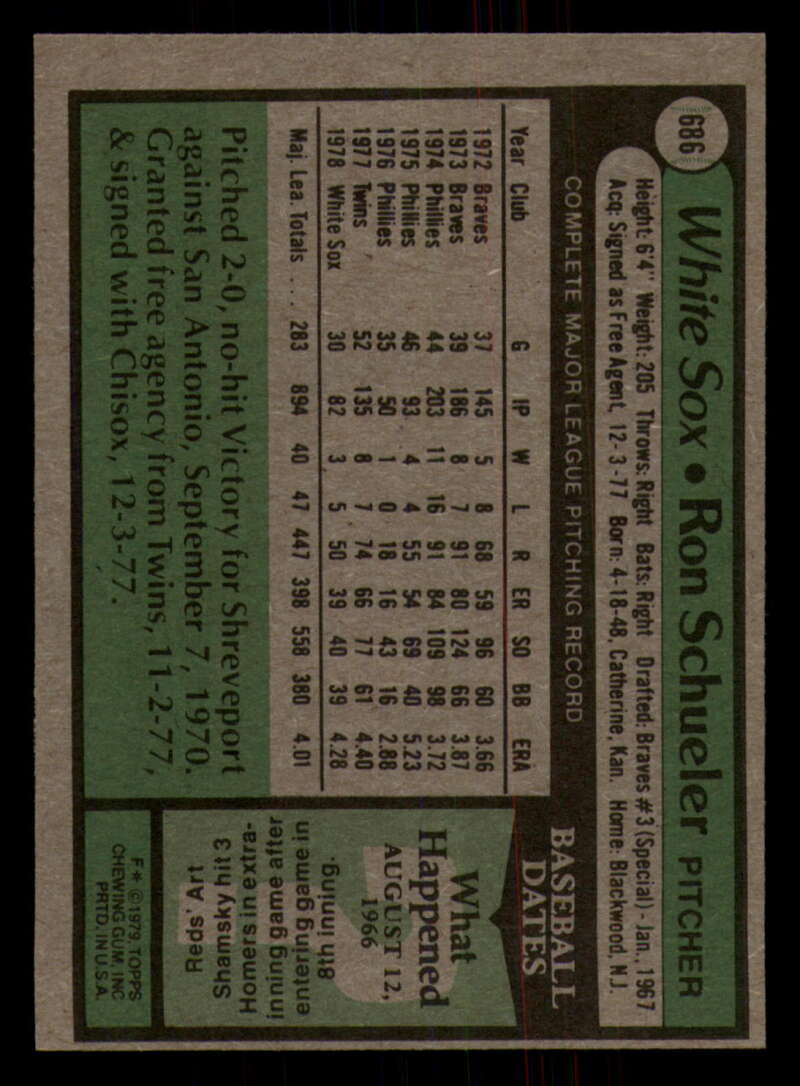 686
White Sox • Ron Schueler PITCHER
Height: 6'4" Weight: 205 Throws: Right Bats: Right Drafted: Braves #3 (Special) - Jan., 1967
Acq: Signed as Free Agent, 12-3-77 Born: 4-18-48, Catherine, Kan. Home: Blackwood, N.J.
COMPLETE MAJOR LEAGUE PITCHING RECORD
Year Club G IP W L R ER SO BB ERA
1972 Braves 37 145 5 8 68 59 96 60 3.66
1973 Braves 39 186 8 7 91 80 124 66 3.87
1974 Phillies 44 203 11 16 91 84 109 98 3.72
1975 Phillies 46 93 4 4 55 54 69 40 5.23
1976 Phillies 35 50 1 0 18 16 43 16 2.88
1977 Twins 52 135 8 7 74 66 77 61 4.40
1978 White Sox 30 82 3 5 50 39 40 39 4.28
Maj. Lea. Totals . . . 283 894 40 47 447 398 558 380 4.01
Pitched 2-0, no-hit Victory for Shreveport
against San Antonio, September 7, 1970.
Granted free agency from Twins, 11-2-77,
& signed with Chisox, 12-3-77.
BASEBALL
DATES
What
Happened
AUGUST 12,
1966
Reds' Art
Shamsky hit 3
Homers in extra-
inning game after
entering game in
8th inning.
F* ©1979 TOPPS
CHEWING GUM, INC
PRTD. IN U.S.A.